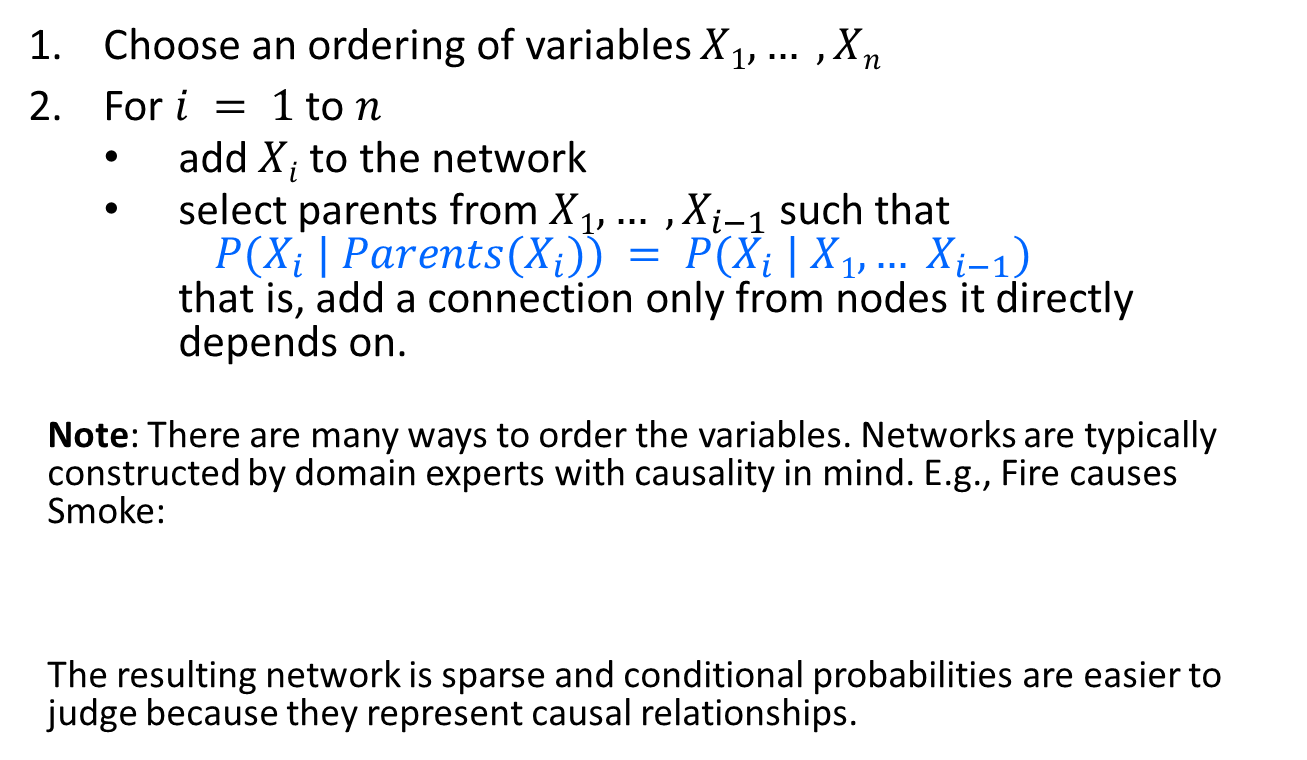 1. Choose an ordering of variables X₁, … , Xₙ
2. For i = 1 to n
• add Xᵢ to the network
• select parents from X₁, … , Xᵢ₋₁ such that
P(Xᵢ | Parents(Xᵢ)) = P(Xᵢ | X₁, … Xᵢ₋₁)
that is, add a connection only from nodes it directly
depends on.
Note: There are many ways to order the variables. Networks are typically
constructed by domain experts with causality in mind. E.g., Fire causes
Smoke:
The resulting network is sparse and conditional probabilities are easier to
judge because they represent causal relationships.